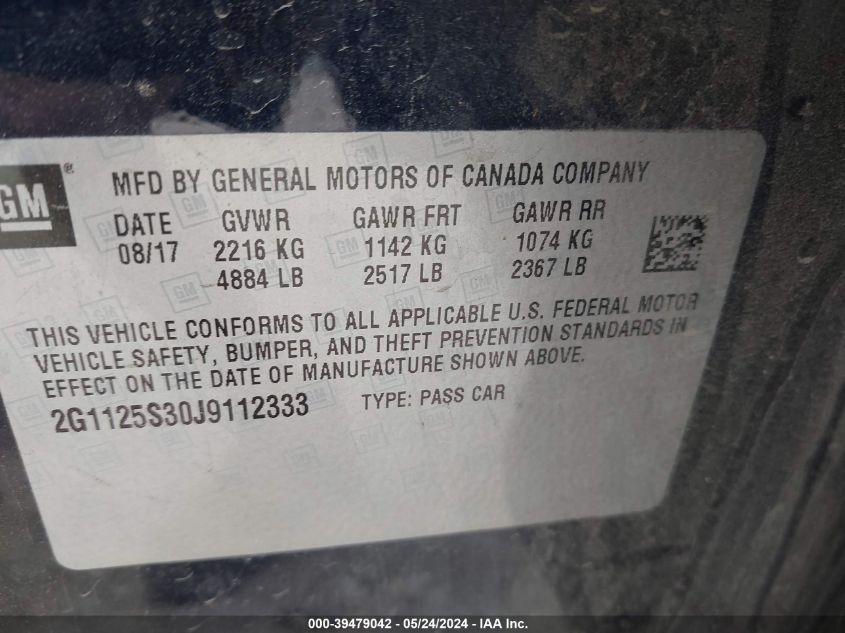 GM ®
MFD BY GENERAL MOTORS OF CANADA COMPANY
DATE GVWR GAWR FRT GAWR RR
08/17 2216 KG 1142 KG 1074 KG
4884 LB 2517 LB 2367 LB
THIS VEHICLE CONFORMS TO ALL APPLICABLE U.S. FEDERAL MOTOR
VEHICLE SAFETY, BUMPER, AND THEFT PREVENTION STANDARDS IN
EFFECT ON THE DATE OF MANUFACTURE SHOWN ABOVE.
2G1125S30J9112333 TYPE: PASS CAR
000-39479042 - 05/24/2024 - IAA Inc.